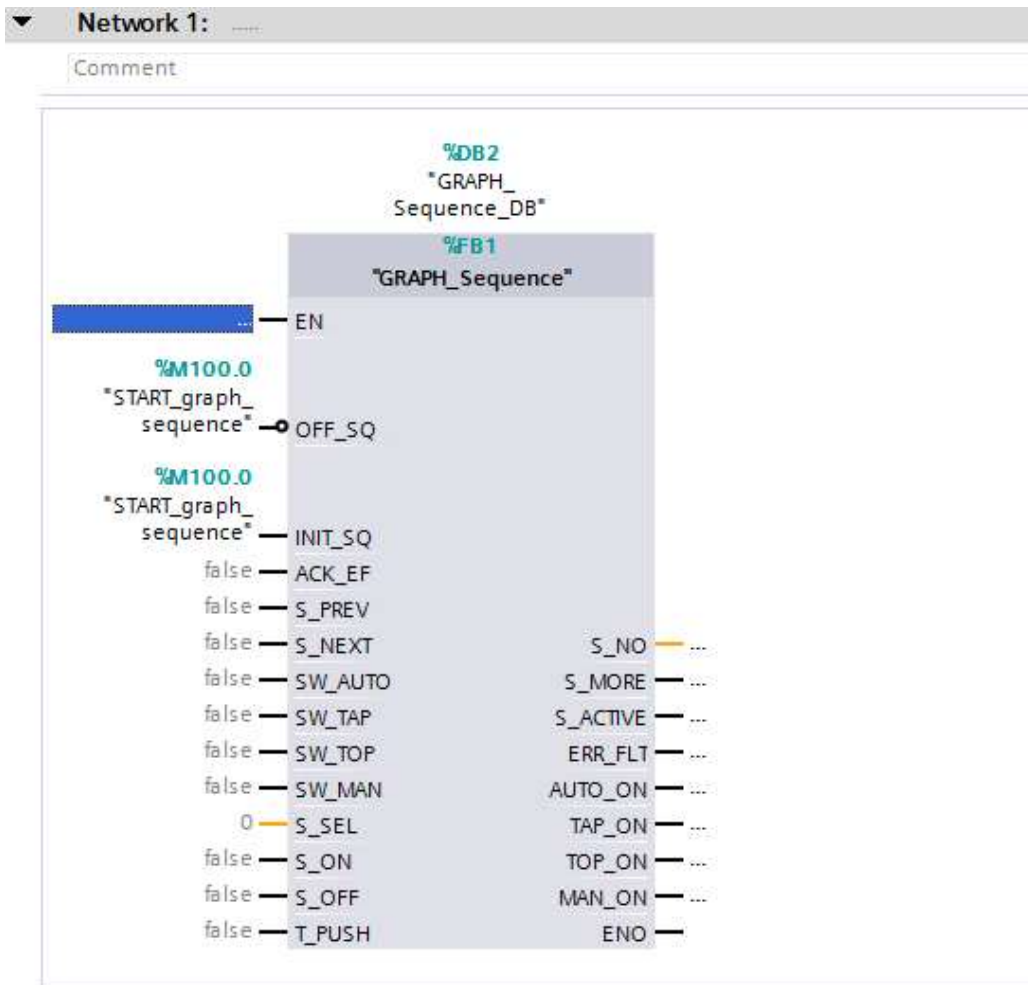 Network 1: .....
Comment
%DB2
"GRAPH_
Sequence_DB"
%FB1
"GRAPH_Sequence"
... EN
%M100.0
"START_graph_
sequence" OFF_SQ
%M100.0
"START_graph_
sequence" INIT_SQ
false ACK_EF
false S_PREV
false S_NEXT S_NO ...
false SW_AUTO S_MORE ...
false SW_TAP S_ACTIVE ...
false SW_TOP ERR_FLT ...
false SW_MAN AUTO_ON ...
0 S_SEL TAP_ON ...
false S_ON TOP_ON ...
false S_OFF MAN_ON ...
false T_PUSH ENO